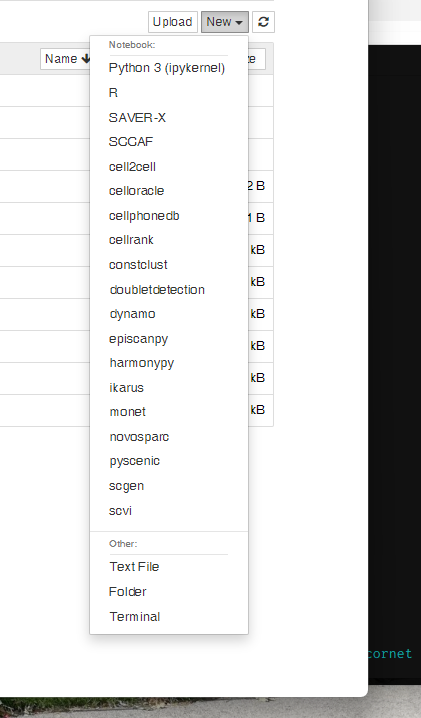 Upload New
Name
Notebook:
Python 3 (ipykernel)
R
SAVER-X
SCCAF
cell2cell
celloracle
2 B
cellphonedb
1 B
cellrank
kB
constclust
kB
doubletdetection
dynamo
kB
episcanpy
kB
harmonypy
kB
ikarus
monet
kB
novosparc
pyscenic
scgen
scvi
Other:
Text File
Folder
Terminal
cornet